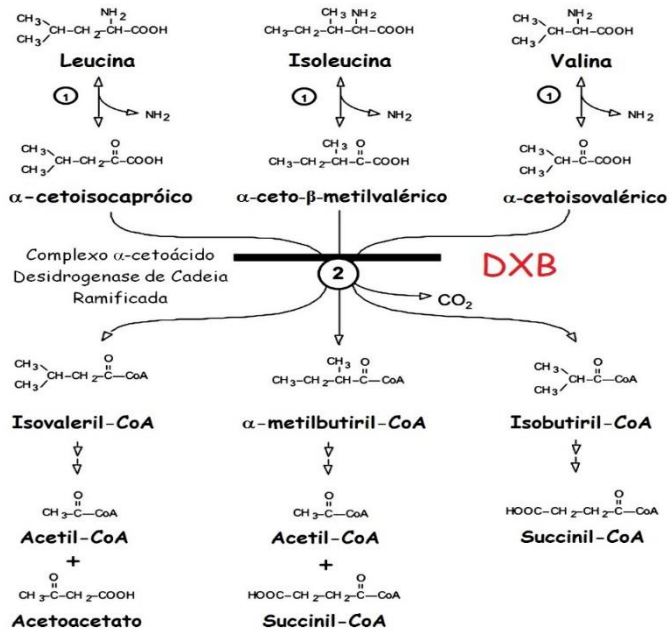 CH₃ NH₂ CH₃ NH₂ CH₃ NH₂
CH–CH₂–CH–COOH CH₃–CH₂–CH–CH–COOH CH–CH–COOH
CH₃ CH₃
Leucina Isoleucina Valina
1 NH₂ 1 NH₂ 1 NH₂
CH₃ O CH₃ O CH₃ O
CH–CH₂–C–COOH CH₃–CH₂–CH–C–COOH CH–C–COOH
CH₃ CH₃
α-cetoisocapróico α-ceto-β-metilvalérico α-cetoisovalérico
Complexo α-cetoácido
Desidrogenase de Cadeia
Ramificada
2
DXB
CO₂
CH₃ O CH₃ O CH₃ O
CH–CH₂–C–CoA CH₃–CH₂–CH–C–CoA CH–C–CoA
CH₃ CH₃
Isovaleril-CoA α-metilbutiril-CoA Isobutiril-CoA
O O O
CH₃–C–CoA CH₃–C–CoA HOOC–CH₂–CH₂–C–CoA
Acetil-CoA Acetil-CoA Succinil-CoA
+ +
O O
CH₃–C–CH₂–COOH HOOC–CH₂–CH₂–C–CoA
Acetoacetato Succinil-CoA